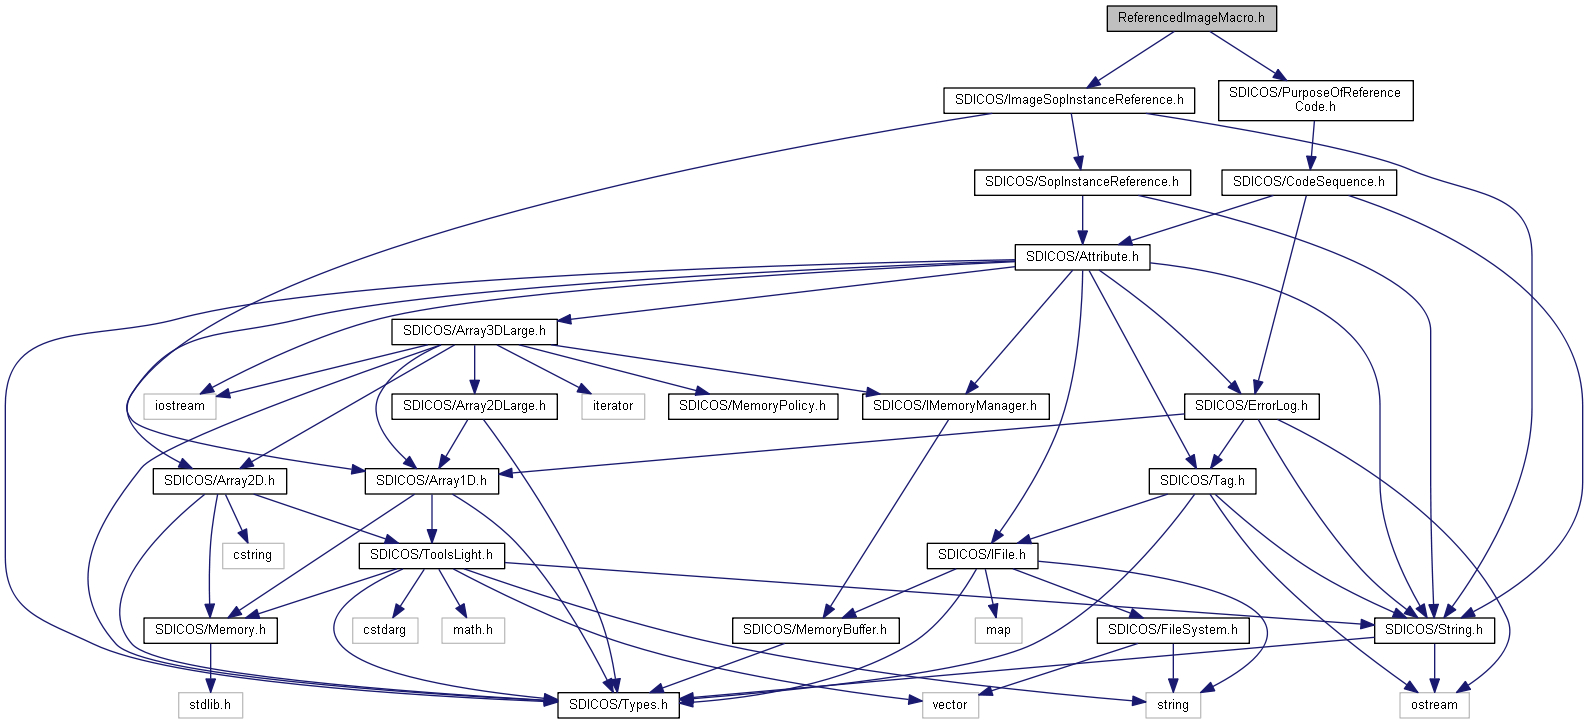 ReferencedImageMacro.h
SDICOS/ImageSopInstanceReference.h
SDICOS/PurposeOfReference
Code.h
SDICOS/SopInstanceReference.h
SDICOS/CodeSequence.h
SDICOS/Attribute.h
SDICOS/Array3DLarge.h
iostream
SDICOS/Array2DLarge.h
iterator
SDICOS/MemoryPolicy.h
SDICOS/IMemoryManager.h
SDICOS/ErrorLog.h
SDICOS/Array2D.h
SDICOS/Array1D.h
SDICOS/Tag.h
cstring
SDICOS/ToolsLight.h
SDICOS/IFile.h
SDICOS/Memory.h
cstdarg
math.h
SDICOS/MemoryBuffer.h
map
SDICOS/FileSystem.h
SDICOS/String.h
stdlib.h
SDICOS/Types.h
vector
string
ostream